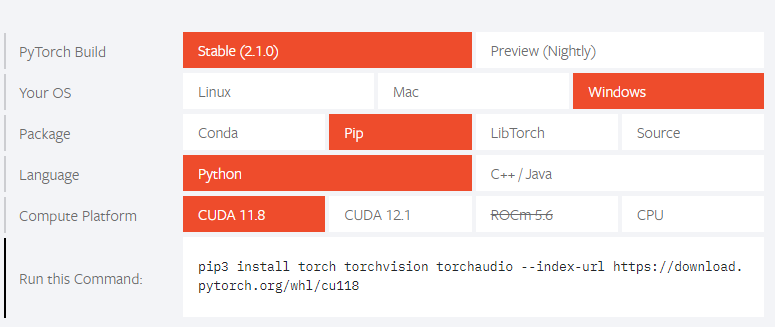 PyTorch Build
Stable (2.1.0)
Preview (Nightly)
Your OS
Linux
Mac
Windows
Package
Conda
Pip
LibTorch
Source
Language
Python
C++ / Java
Compute Platform
CUDA 11.8
CUDA 12.1
ROCm 5.6
CPU
Run this Command:
pip3 install torch torchvision torchaudio --index-url https://download.
pytorch.org/whl/cu118